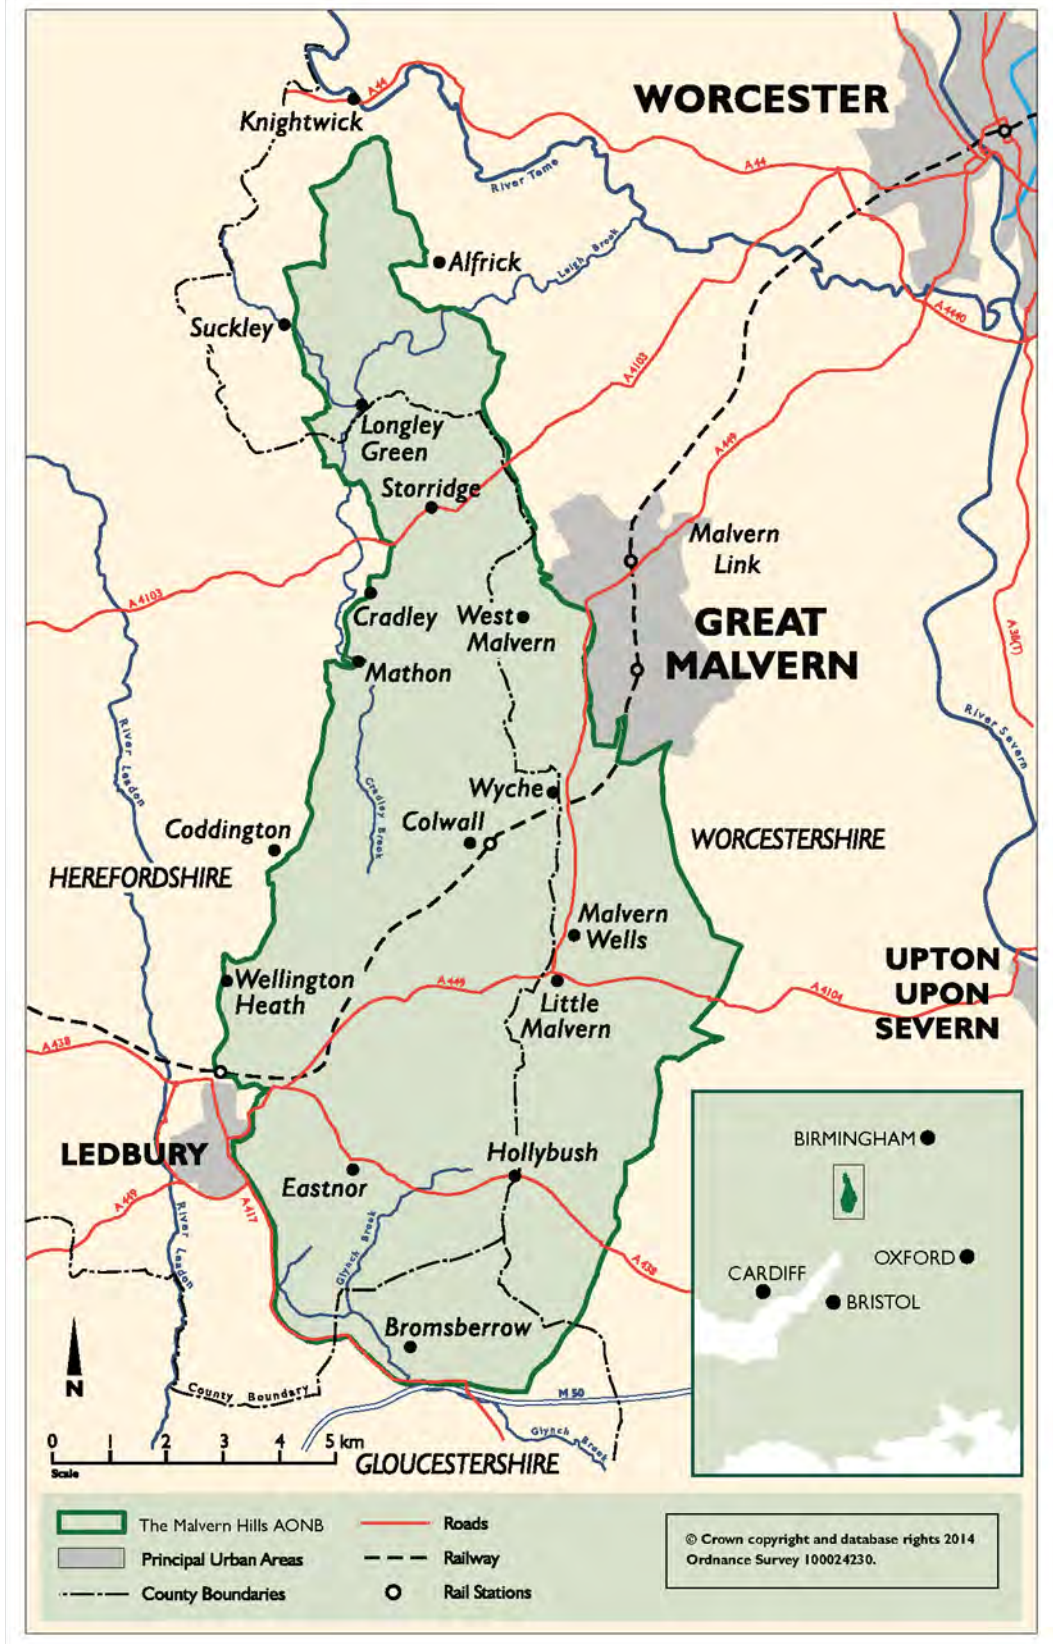 WORCESTER
A44
Knightwick
A44
River Teme
Alfrick
Leigh Brook
Suckley
A4440
A4103
Longley
Green
A449
Storridge
Malvern
Link
A4103
Cradley
West
Malvern
GREAT
MALVERN
A38(T)
Mathon
River Leadon
River Severn
Cradley Brook
Wyche
Colwall
Coddington
WORCESTERSHIRE
HEREFORDSHIRE
Malvern
Wells
UPTON
UPON
SEVERN
Wellington
Heath
A449
A4104
Little
Malvern
A438
LEDBURY
Hollybush
Eastnor
A449
A417
River Leadon
Glynch Brook
A438
Bromsberrow
County Boundary
M50
Glynch Brook
N
BIRMINGHAM
OXFORD
CARDIFF
BRISTOL
0 1 2 3 4 5 km
Scale
GLOUCESTERSHIRE
The Malvern Hills AONB
Principal Urban Areas
County Boundaries
Roads
Railway
Rail Stations
© Crown copyright and database rights 2014
Ordnance Survey 100024230.